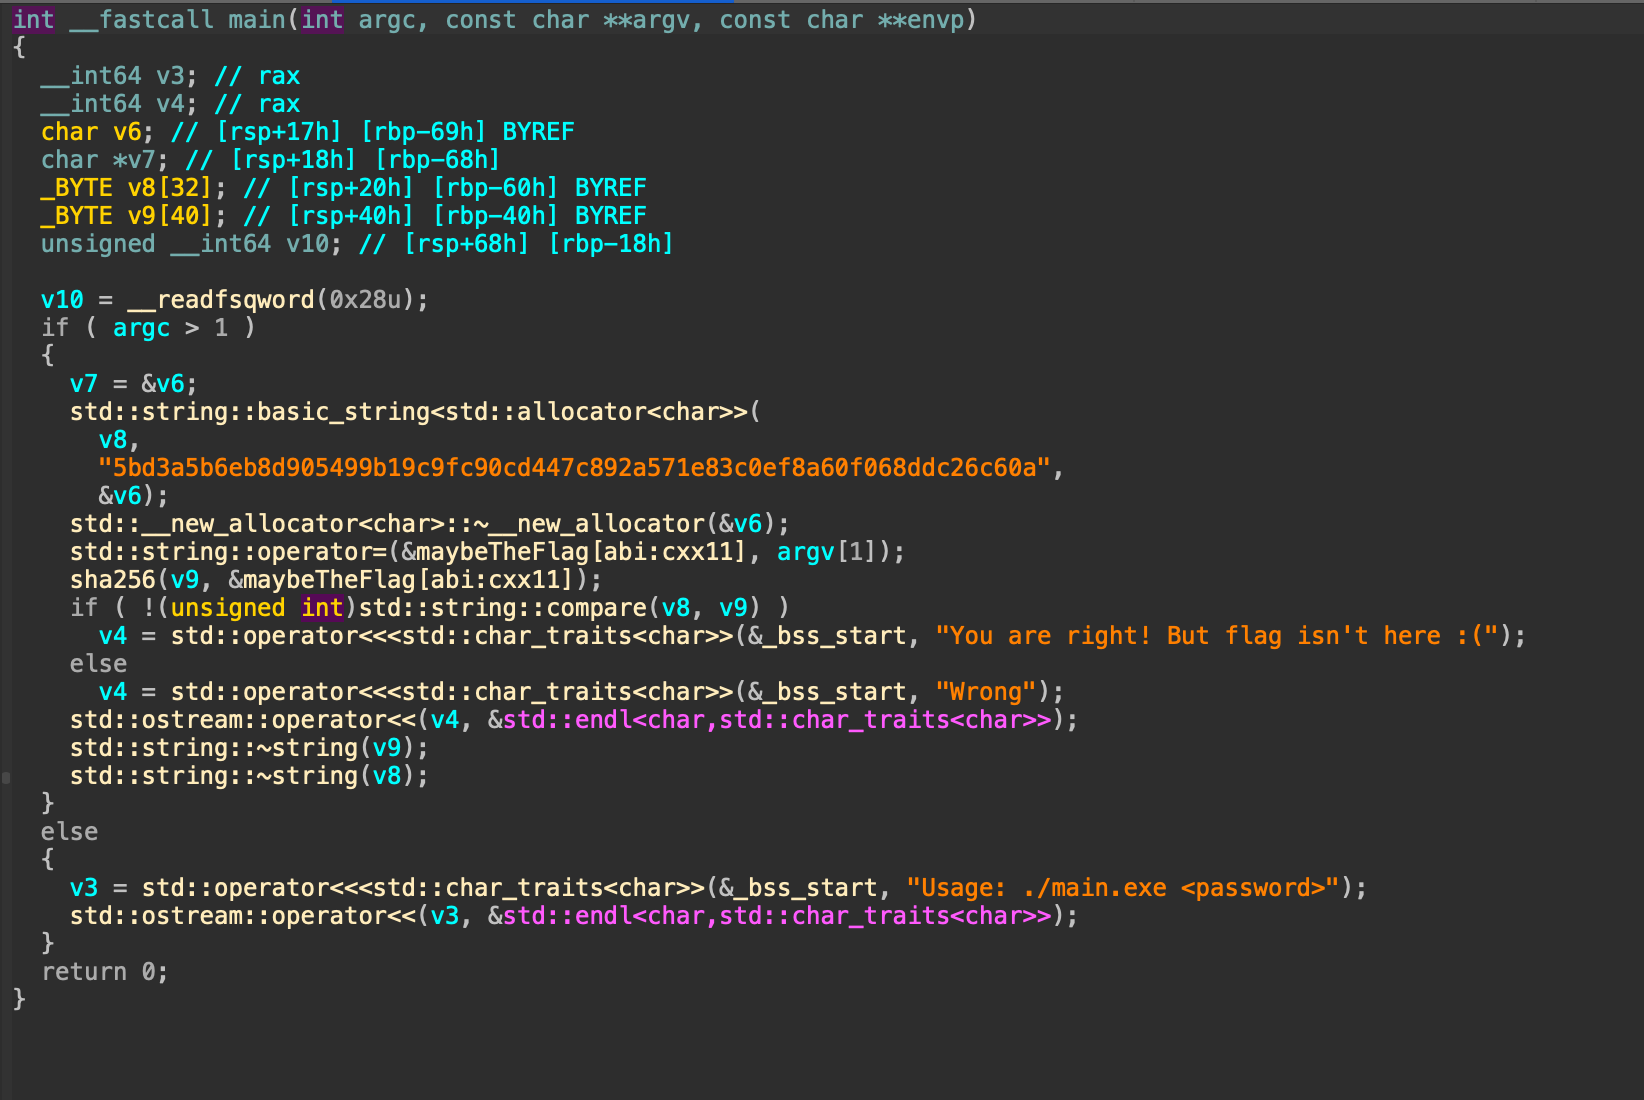 int __fastcall main(int argc, const char **argv, const char **envp)
{
  __int64 v3; // rax
  __int64 v4; // rax
  char v6; // [rsp+17h] [rbp-69h] BYREF
  char *v7; // [rsp+18h] [rbp-68h]
  _BYTE v8[32]; // [rsp+20h] [rbp-60h] BYREF
  _BYTE v9[40]; // [rsp+40h] [rbp-40h] BYREF
  unsigned __int64 v10; // [rsp+68h] [rbp-18h]

  v10 = __readfsqword(0x28u);
  if ( argc > 1 )
  {
    v7 = &v6;
    std::string::basic_string<std::allocator<char>>(
      v8,
      "5bd3a5b6eb8d905499b19c9fc90cd447c892a571e83c0ef8a60f068ddc26c60a",
      &v6);
    std::__new_allocator<char>::~__new_allocator(&v6);
    std::string::operator=(&maybeTheFlag[abi:cxx11], argv[1]);
    sha256(v9, &maybeTheFlag[abi:cxx11]);
    if ( !(unsigned int)std::string::compare(v8, v9) )
      v4 = std::operator<<<std::char_traits<char>>(&_bss_start, "You are right! But flag isn't here :(");
    else
      v4 = std::operator<<<std::char_traits<char>>(&_bss_start, "Wrong");
    std::ostream::operator<<(v4, &std::endl<char,std::char_traits<char>>);
    std::string::~string(v9);
    std::string::~string(v8);
  }
  else
  {
    v3 = std::operator<<<std::char_traits<char>>(&_bss_start, "Usage: ./main.exe <password>");
    std::ostream::operator<<(v3, &std::endl<char,std::char_traits<char>>);
  }
  return 0;
}